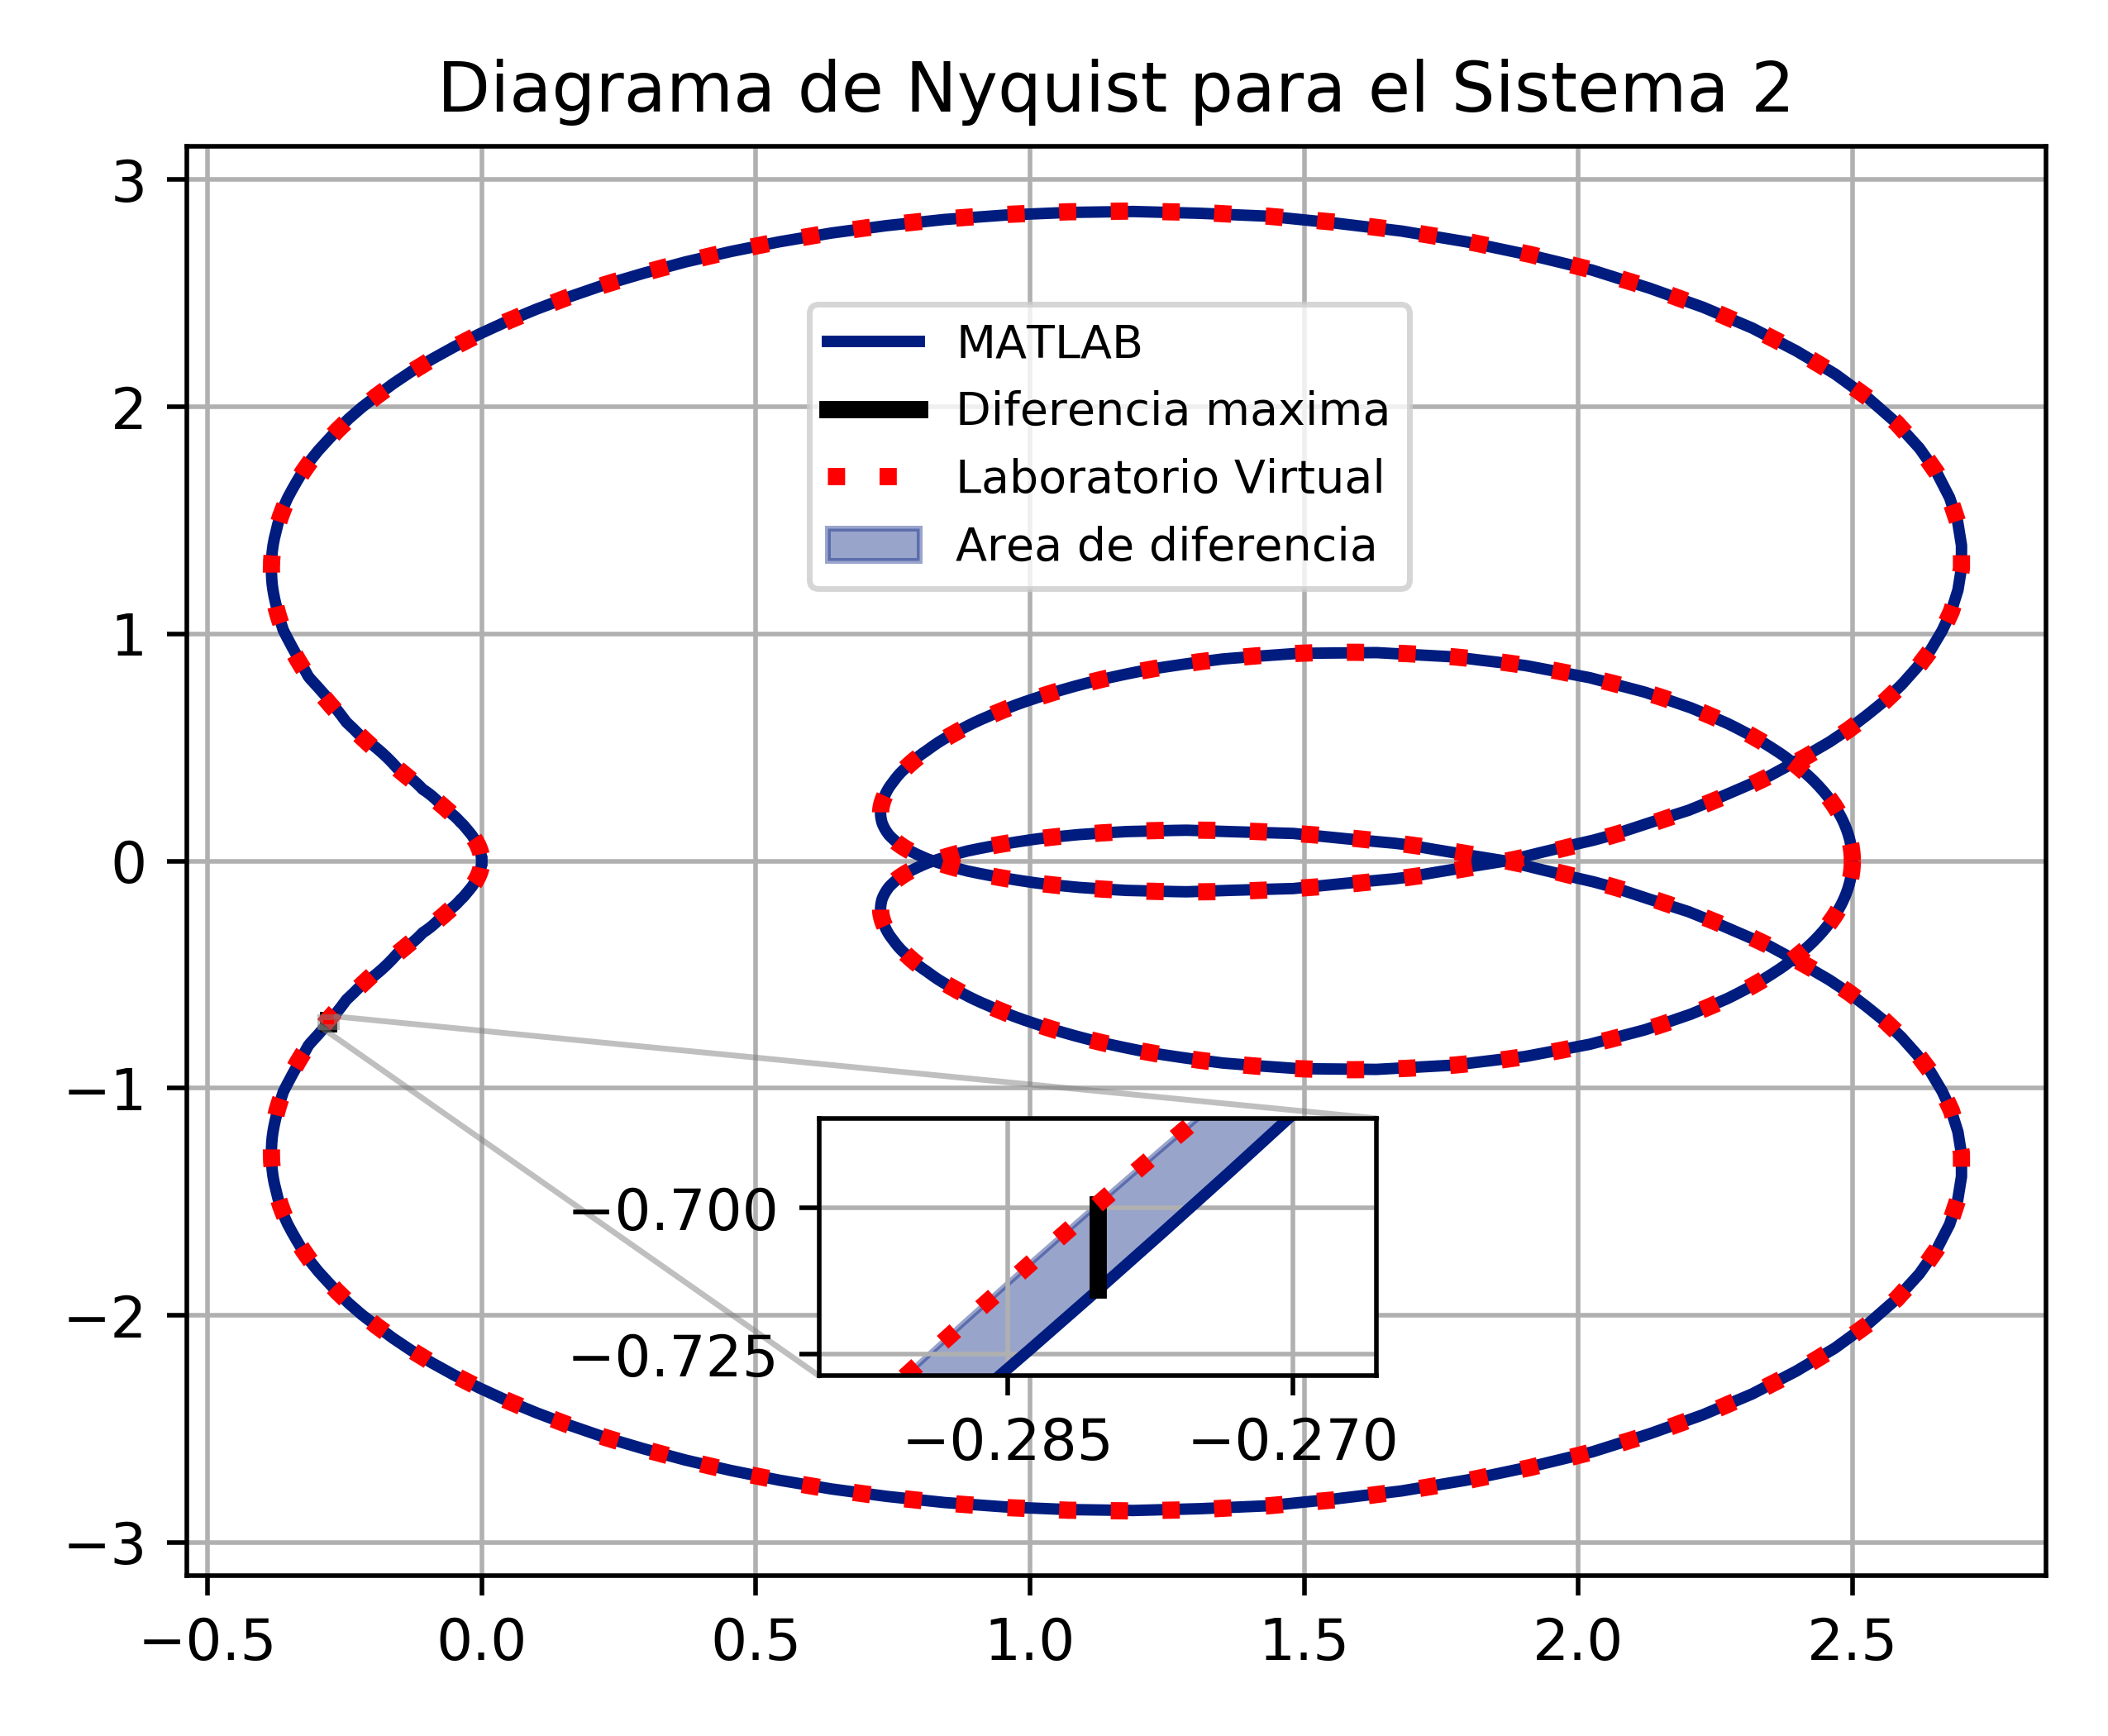 Diagrama de Nyquist para el Sistema 2
3
2
1
0
−1
−2
−3
MATLAB
Diferencia maxima
Laboratorio Virtual
Area de diferencia
−0.700
−0.725
−0.285 −0.270
−0.5 0.0 0.5 1.0 1.5 2.0 2.5